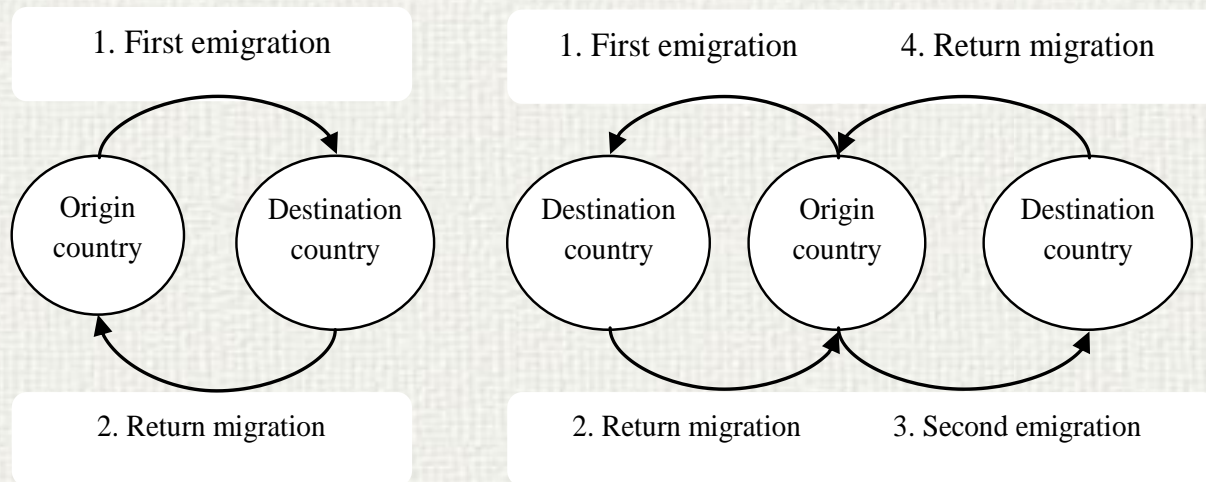 1. First emigration
Origin
country
Destination
country
2. Return migration
1. First emigration
4. Return migration
Destination
country
Origin
country
Destination
country
2. Return migration
3. Second emigration